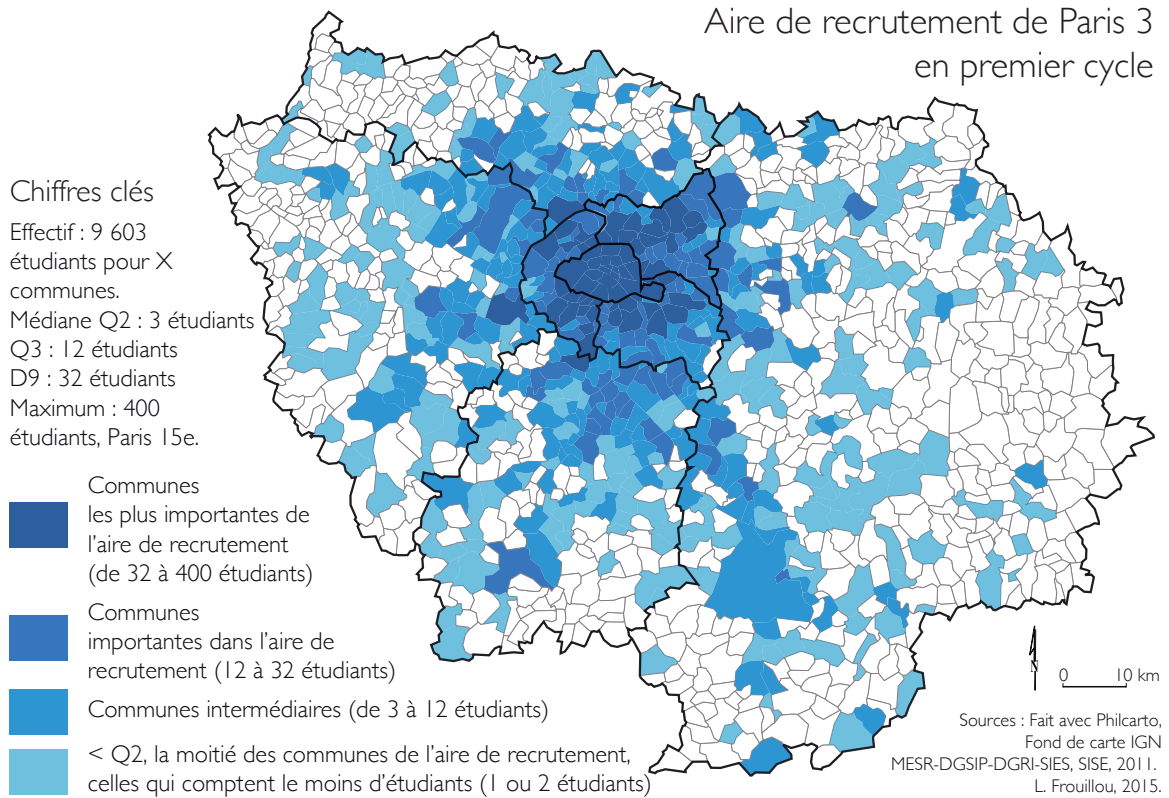 Aire de recrutement de Paris 3
en premier cycle
Chiffres clés
Effectif : 9 603
étudiants pour X
communes.
Médiane Q2 : 3 étudiants
Q3 : 12 étudiants
D9 : 32 étudiants
Maximum : 400
étudiants, Paris 15e.
Communes
les plus importantes de
l'aire de recrutement
(de 32 à 400 étudiants)
Communes
importantes dans l'aire de
recrutement (12 à 32 étudiants)
Communes intermédiaires (de 3 à 12 étudiants)
< Q2, la moitié des communes de l'aire de recrutement,
celles qui comptent le moins d'étudiants (1 ou 2 étudiants)
N
0 10 km
Sources : Fait avec Philcarto,
Fond de carte IGN
MESR-DGSIP-DGRI-SIES, SISE, 2011.
L. Frouillou, 2015.